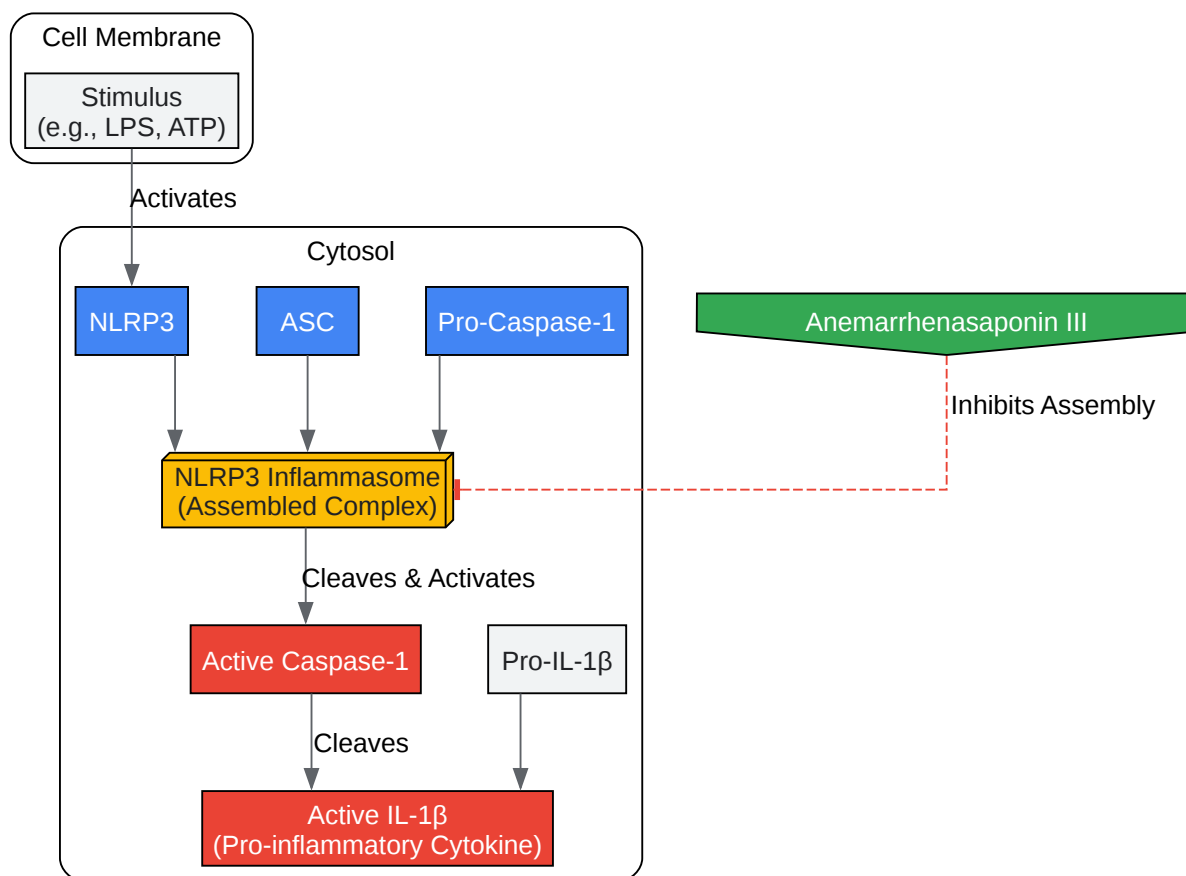 Cell Membrane
Stimulus
(e.g., LPS, ATP)
Activates
Cytosol
NLRP3
ASC
Pro-Caspase-1
Anemarrhenasaponin III
Inhibits Assembly
NLRP3 Inflammasome
(Assembled Complex)
Cleaves & Activates
Active Caspase-1
Pro-IL-1β
Cleaves
Active IL-1β
(Pro-inflammatory Cytokine)